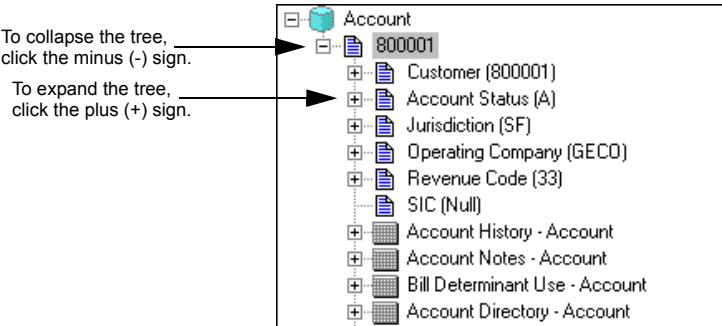 Account
To collapse the tree,
click the minus (-) sign.
800001
Customer (800001)
To expand the tree,
click the plus (+) sign.
Account Status (A)
Jurisdiction (SF)
Operating Company (GECO)
Revenue Code (33)
SIC (Null)
Account History - Account
Account Notes - Account
Bill Determinant Use - Account
Account Directory - Account